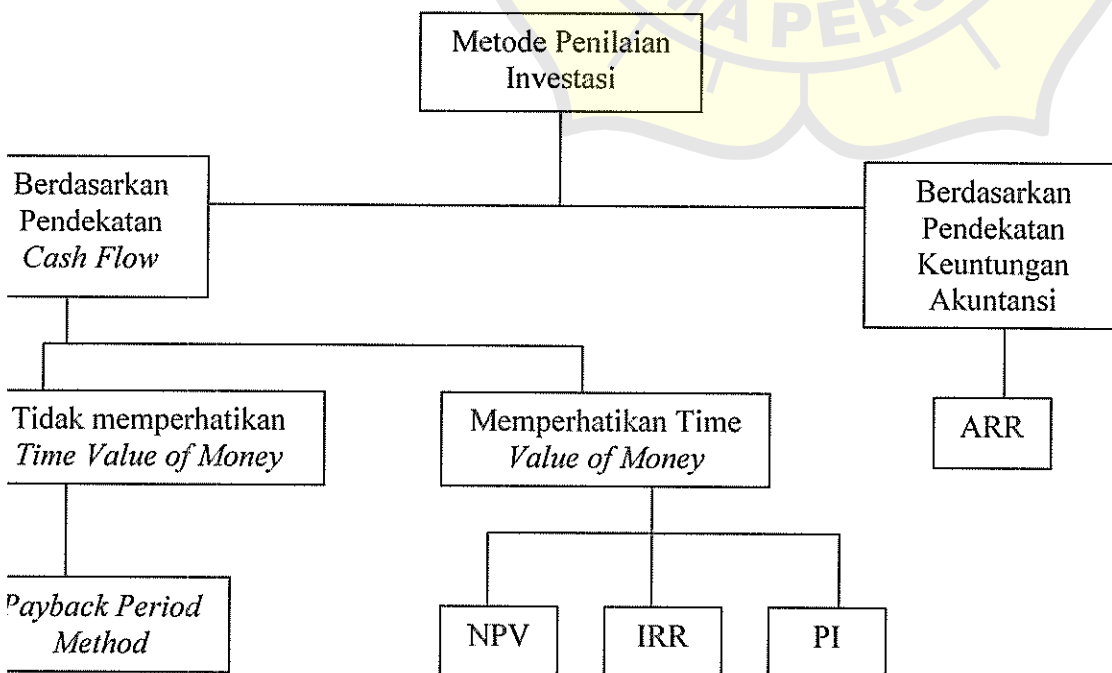 Metode Penilaian
Investasi
Berdasarkan
Pendekatan
Cash Flow
Berdasarkan
Pendekatan
Keuntungan
Akuntansi
Tidak memperhatikan
Time Value of Money
Memperhatikan Time
Value of Money
ARR
Payback Period
Method
NPV
IRR
PI